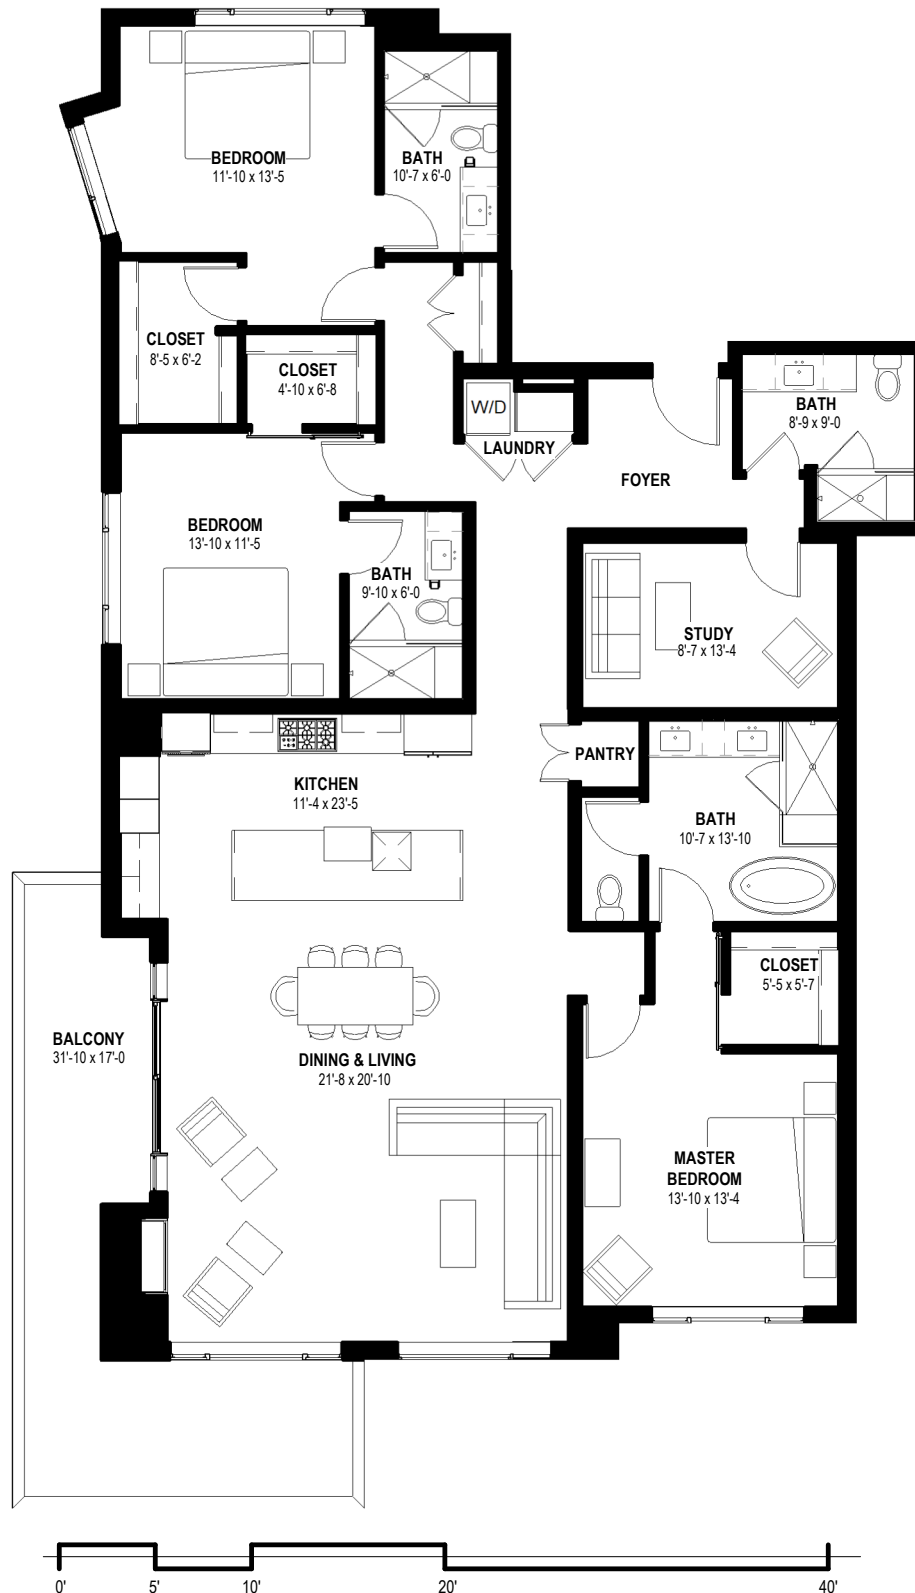 BEDROOM
11'-10 x 13'-5
BATH
10'-7 x 6'-0
CLOSET
8'-5 x 6'-2
CLOSET
4'-10 x 6'-8
W/D
LAUNDRY
FOYER
BATH
8'-9 x 9'-0
BEDROOM
13'-10 x 11'-5
BATH
9'-10 x 6'-0
STUDY
8'-7 x 13'-4
KITCHEN
11'-4 x 23'-5
PANTRY
BATH
10'-7 x 13'-10
CLOSET
5'-5 x 5'-7
BALCONY
31'-10 x 17'-0
DINING & LIVING
21'-8 x 20'-10
MASTER
BEDROOM
13'-10 x 13'-4
0' 5' 10' 20' 40'